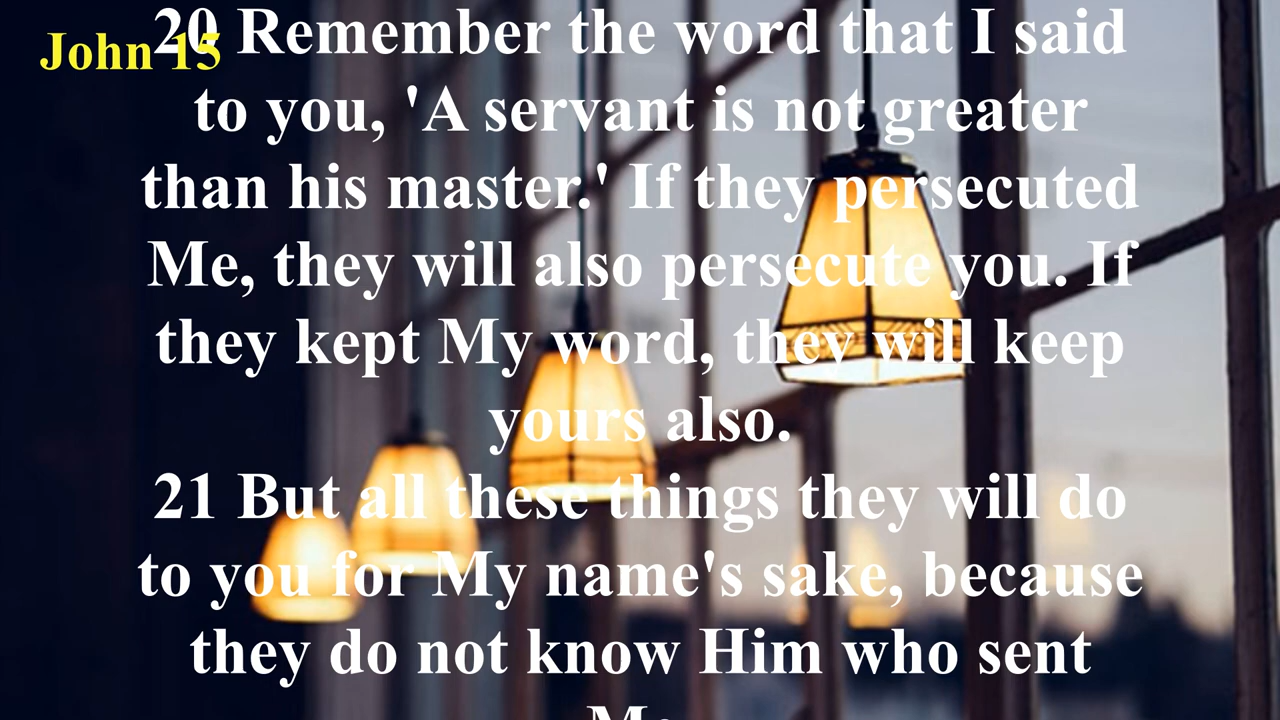 John 15
20 Remember the word that I said
to you, 'A servant is not greater
than his master.' If they persecuted
Me, they will also persecute you. If
they kept My word, they will keep
yours also.
21 But all these things they will do
to you for My name's sake, because
they do not know Him who sent
Me